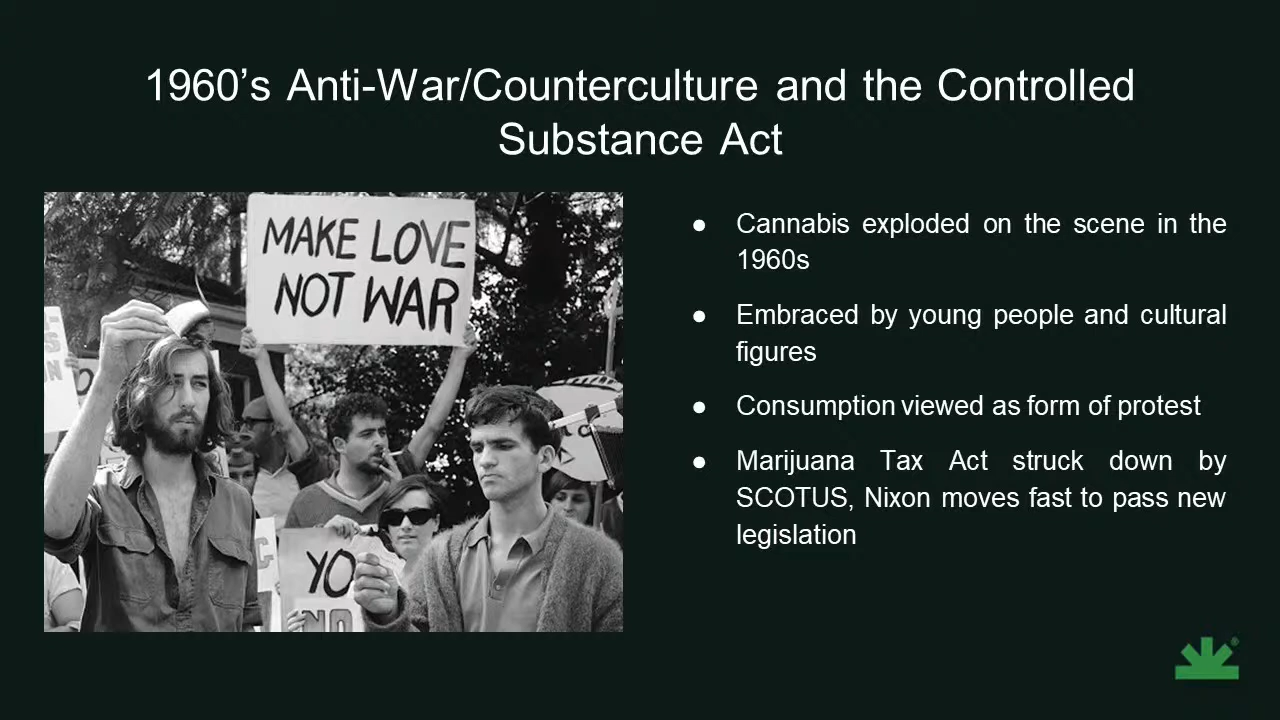 1960’s Anti-War/Counterculture and the Controlled
Substance Act
MAKE LOVE
NOT WAR
YO
NO
● Cannabis exploded on the scene in the
1960s
● Embraced by young people and cultural
figures
● Consumption viewed as form of protest
● Marijuana Tax Act struck down by
SCOTUS, Nixon moves fast to pass new
legislation
®